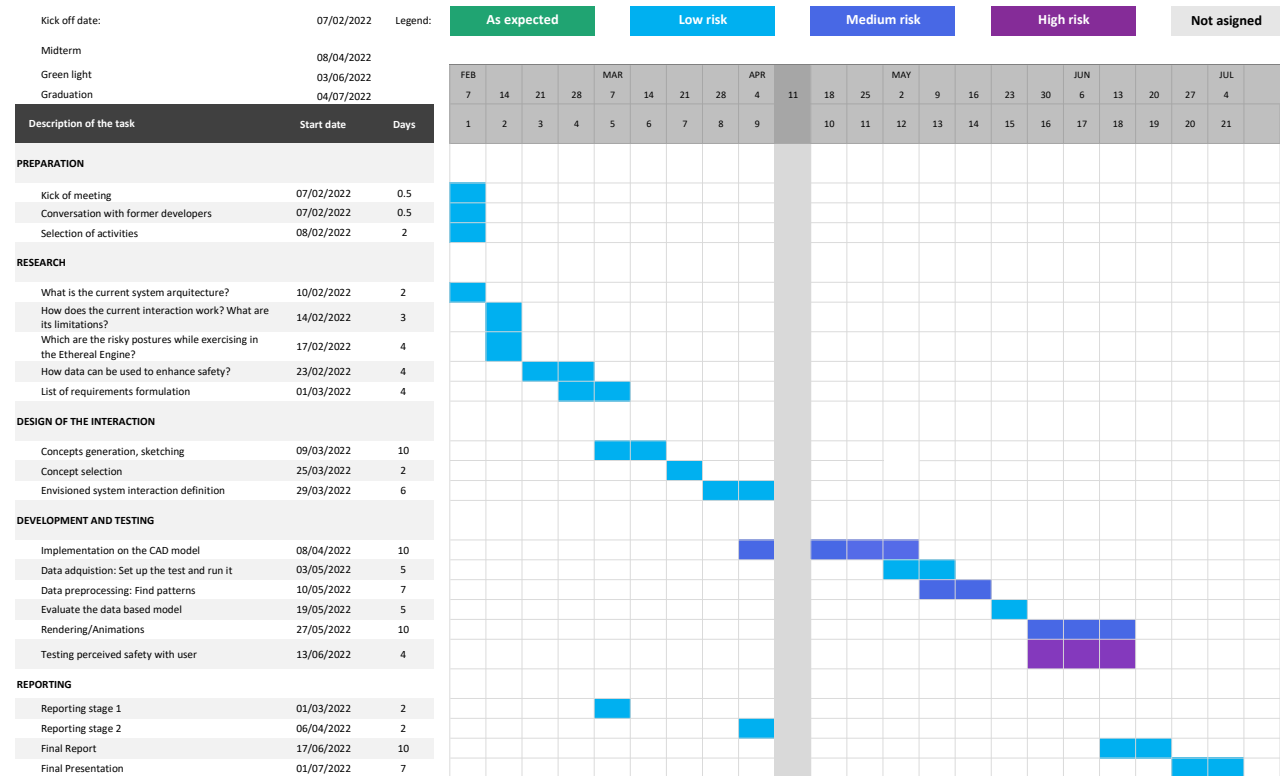 Kick off date: 07/02/2022 Legend: As expected Low risk Medium risk High risk Not asigned
Midterm 08/04/2022
Green light 03/06/2022
Graduation 04/07/2022
FEB MAR APR MAY JUN JUL
7 14 21 28 7 14 21 28 4 11 18 25 2 9 16 23 30 6 13 20 27 4
Description of the task Start date Days 1 2 3 4 5 6 7 8 9 10 11 12 13 14 15 16 17 18 19 20 21
PREPARATION
Kick of meeting 07/02/2022 0.5
Conversation with former developers 07/02/2022 0.5
Selection of activities 08/02/2022 2
RESEARCH
What is the current system arquitecture? 10/02/2022 2
How does the current interaction work? What are
its limitations? 14/02/2022 3
Which are the risky postures while exercising in
the Ethereal Engine? 17/02/2022 4
How data can be used to enhance safety? 23/02/2022 4
List of requirements formulation 01/03/2022 4
DESIGN OF THE INTERACTION
Concepts generation, sketching 09/03/2022 10
Concept selection 25/03/2022 2
Envisioned system interaction definition 29/03/2022 6
DEVELOPMENT AND TESTING
Implementation on the CAD model 08/04/2022 10
Data adquistion: Set up the test and run it 03/05/2022 5
Data preprocessing: Find patterns 10/05/2022 7
Evaluate the data based model 19/05/2022 5
Rendering/Animations 27/05/2022 10
Testing perceived safety with user 13/06/2022 4
REPORTING
Reporting stage 1 01/03/2022 2
Reporting stage 2 06/04/2022 2
Final Report 17/06/2022 10
Final Presentation 01/07/2022 7